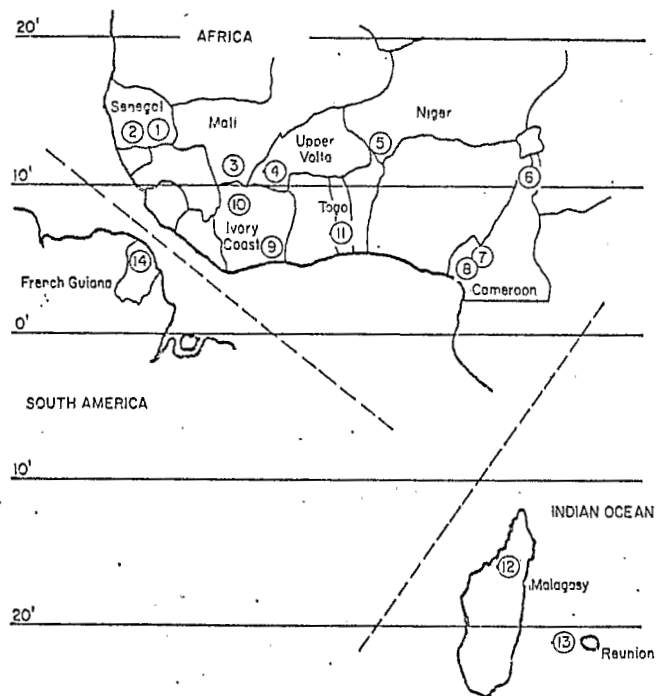 20'
AFRICA
Senegal
Mali
Niger
Upper
Volta
2
1
3
4
5
6
10'
10
Ivory
Coast
Togo
11
9
7
8
Cameroon
14
French Guiana
0'
SOUTH AMERICA
10'
INDIAN OCEAN
12
Malagasy
20'
13
Reunion